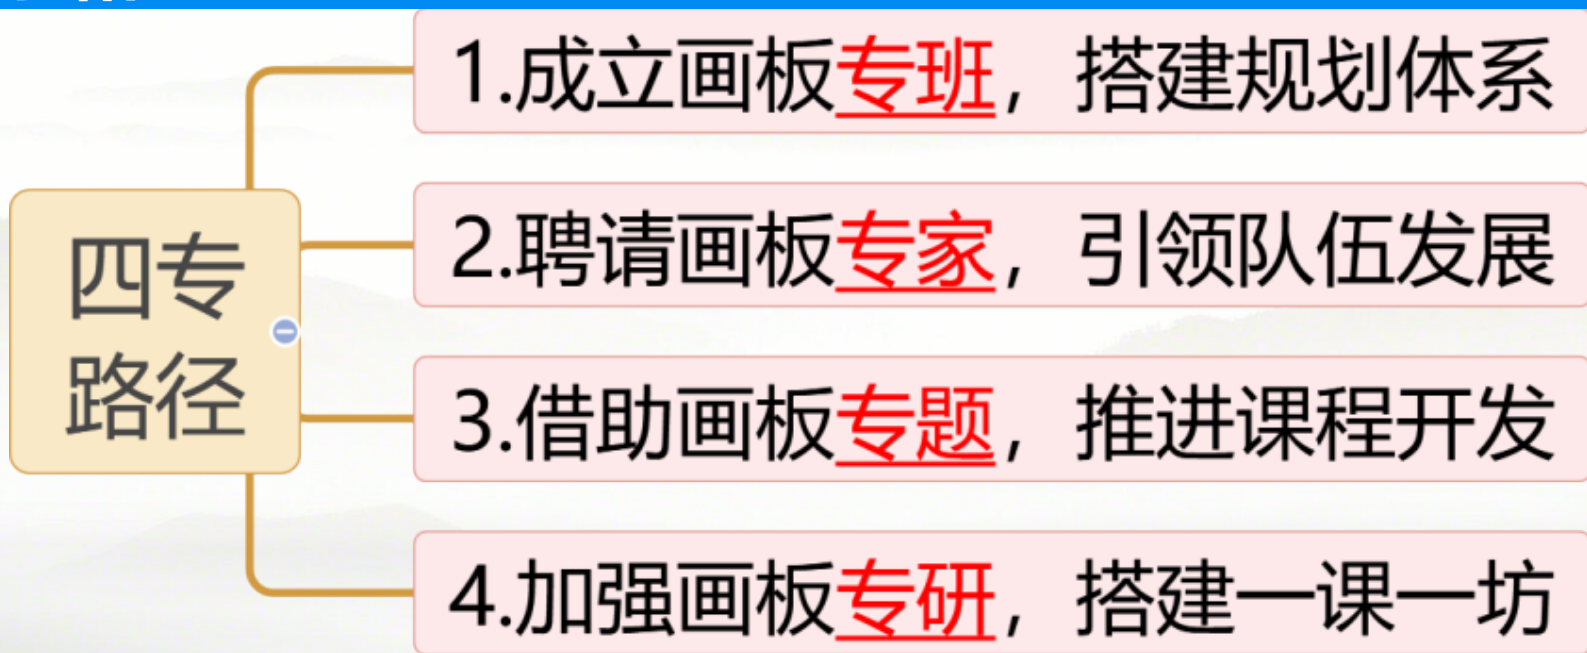 四专
路径
1.成立画板专班，搭建规划体系
2.聘请画板专家，引领队伍发展
3.借助画板专题，推进课程开发
4.加强画板专研，搭建一课一坊